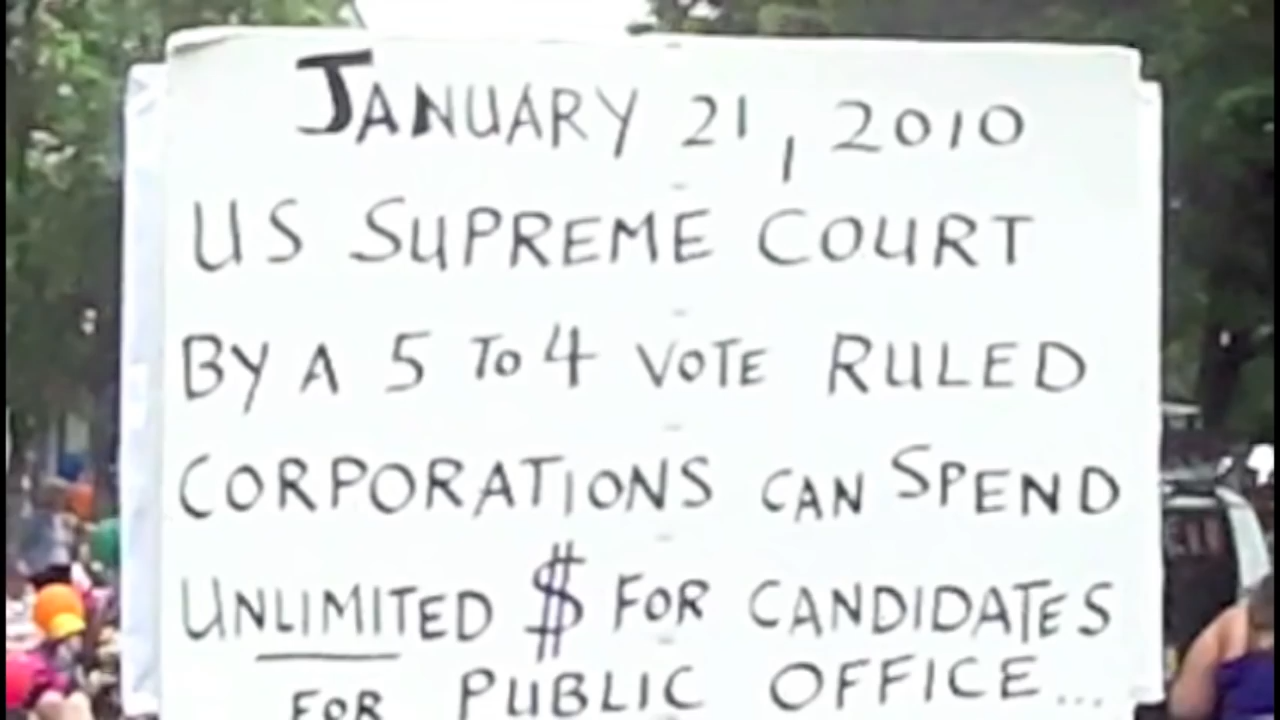 JANUARY 21, 2010
US SUPREME COURT
BY A 5 TO 4 VOTE RULED
CORPORATIONS CAN SPEND
UNLIMITED $ FOR CANDIDATES
FOR PUBLIC OFFICE...